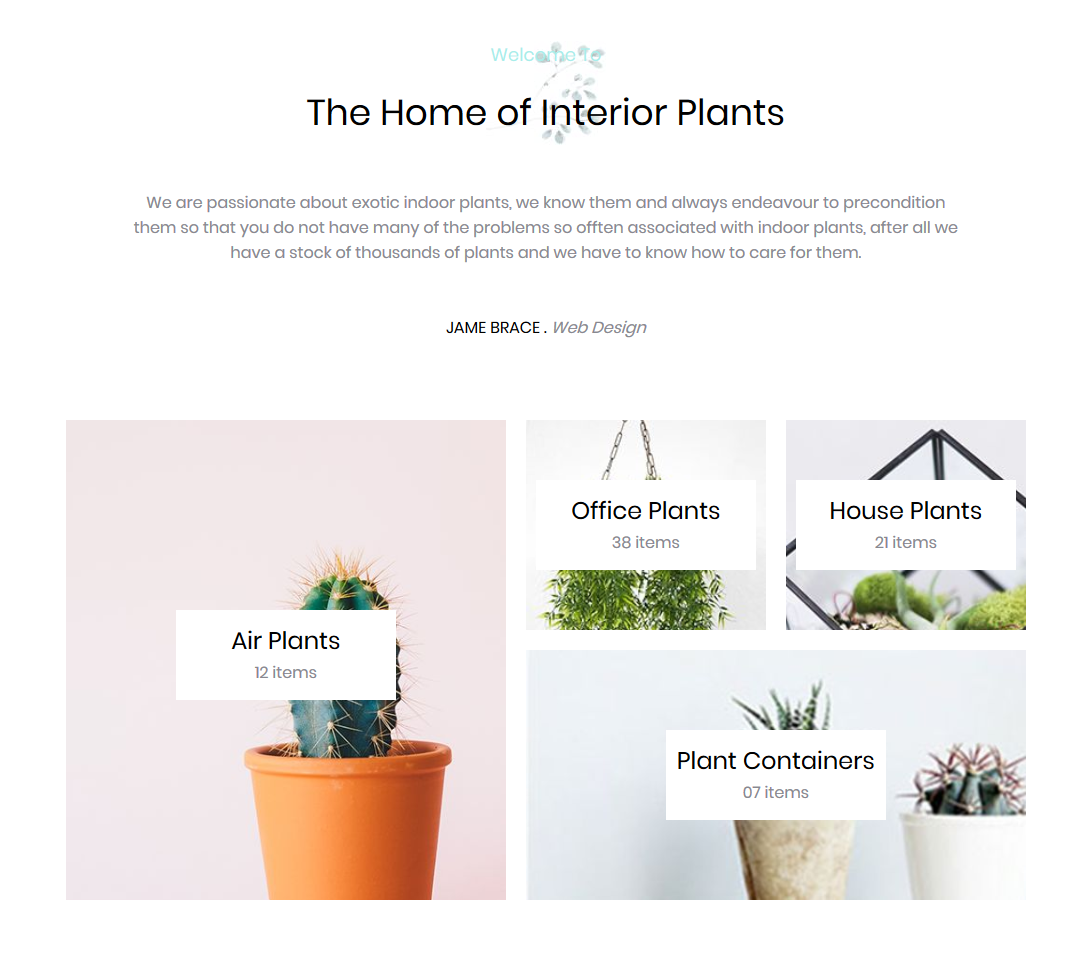 Welcome To
The Home of Interior Plants
We are passionate about exotic indoor plants, we know them and always endeavour to precondition
them so that you do not have many of the problems so offten associated with indoor plants, after all we
have a stock of thousands of plants and we have to know how to care for them.
JAME BRACE . Web Design
Air Plants
12 items
Office Plants
38 items
House Plants
21 items
Plant Containers
07 items